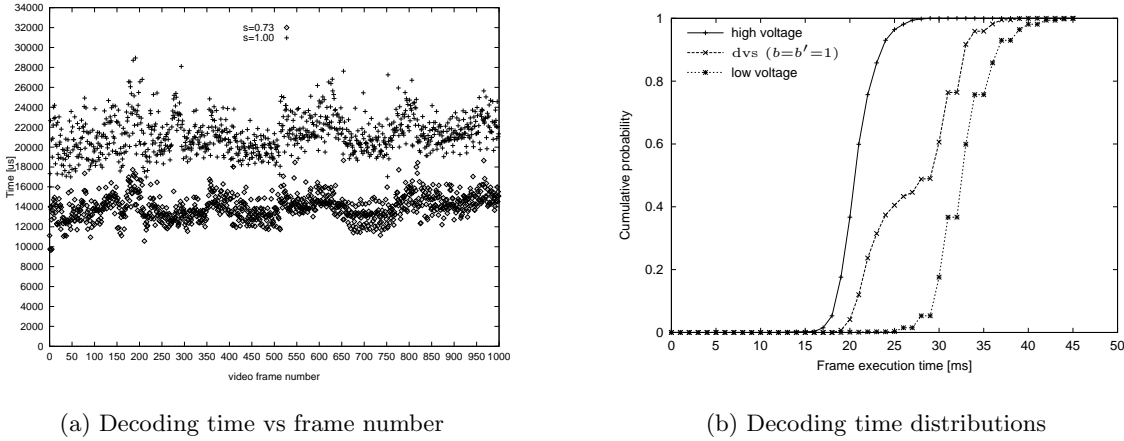 34000
32000
30000
28000
26000
24000
22000
20000
18000
16000
14000
12000
10000
8000
6000
4000
2000
0
Time [us]
s=0.73
s=1.00
0 50 100 150 200 250 300 350 400 450 500 550 600 650 700 750 800 850 900 950 1000
video frame number
(a) Decoding time vs frame number
1
0.8
0.6
0.4
0.2
0
Cumulative probability
high voltage
dvs (b=b′=1)
low voltage
0 5 10 15 20 25 30 35 40 45 50
Frame execution time [ms]
(b) Decoding time distributions